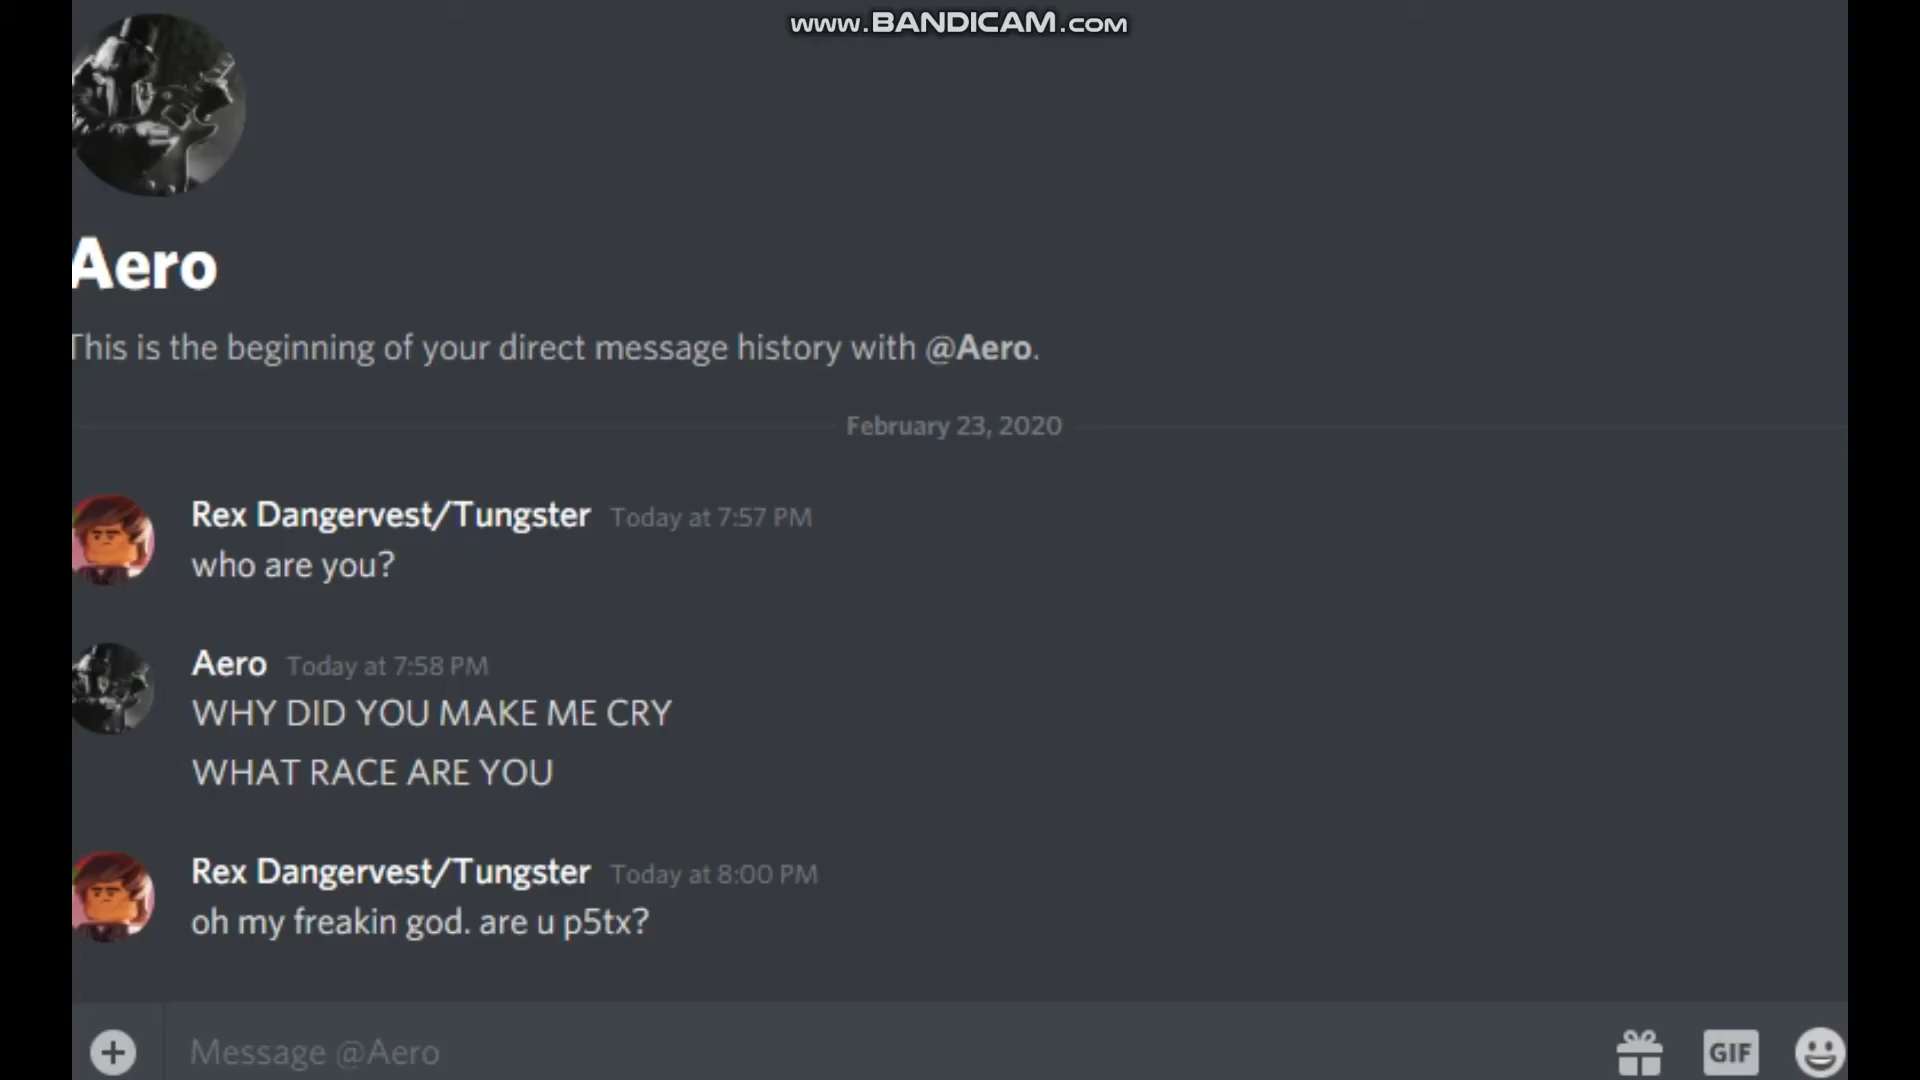 www.BANDICAM.com
Aero
This is the beginning of your direct message history with @Aero.
February 23, 2020
Rex Dangervest/Tungster Today at 7:57 PM
who are you?
Aero Today at 7:58 PM
WHY DID YOU MAKE ME CRY
WHAT RACE ARE YOU
Rex Dangervest/Tungster Today at 8:00 PM
oh my freakin god. are u p5tx?
Message @Aero
GIF